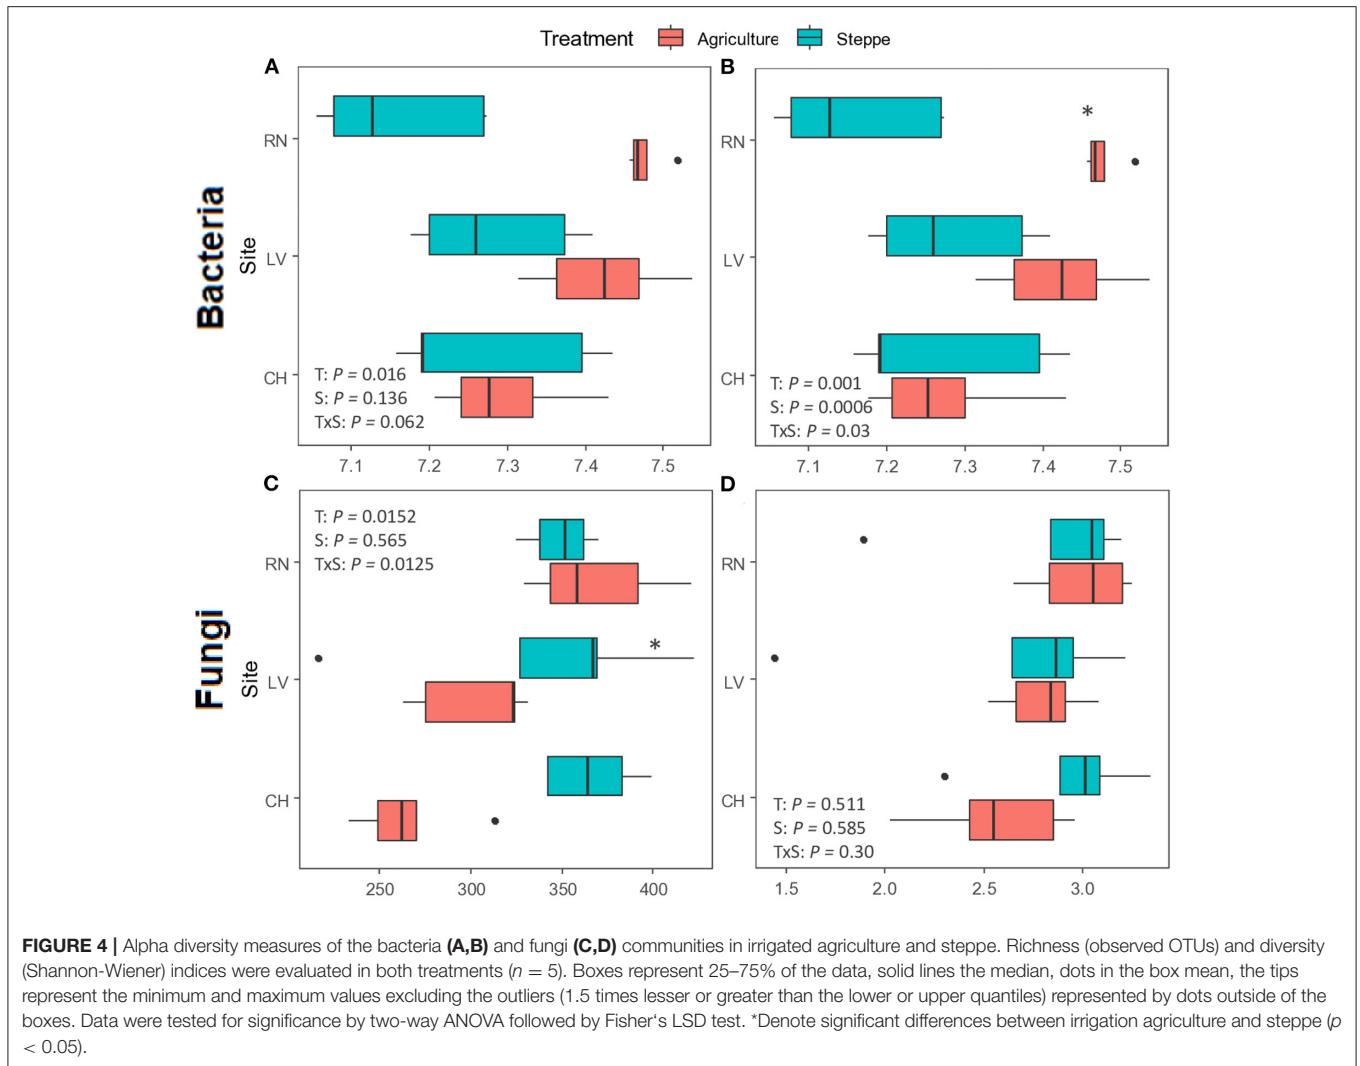 Treatment Agriculture Steppe
A
B
Bacteria
Site
RN
LV
CH
T: P = 0.016
S: P = 0.136
TxS: P = 0.062
7.1 7.2 7.3 7.4 7.5
RN
LV
CH
*
T: P = 0.001
S: P = 0.0006
TxS: P = 0.03
7.1 7.2 7.3 7.4 7.5
C
D
Fungi
Site
T: P = 0.0152
S: P = 0.565
TxS: P = 0.0125
RN
LV
CH
*
250 300 350 400
RN
LV
CH
T: P = 0.511
S: P = 0.585
TxS: P = 0.30
1.5 2.0 2.5 3.0
FIGURE 4 | Alpha diversity measures of the bacteria (A,B) and fungi (C,D) communities in irrigated agriculture and steppe. Richness (observed OTUs) and diversity
(Shannon-Wiener) indices were evaluated in both treatments (n = 5). Boxes represent 25–75% of the data, solid lines the median, dots in the box mean, the tips
represent the minimum and maximum values excluding the outliers (1.5 times lesser or greater than the lower or upper quantiles) represented by dots outside of the
boxes. Data were tested for significance by two-way ANOVA followed by Fisher‘s LSD test. *Denote significant differences between irrigation agriculture and steppe (p
< 0.05).